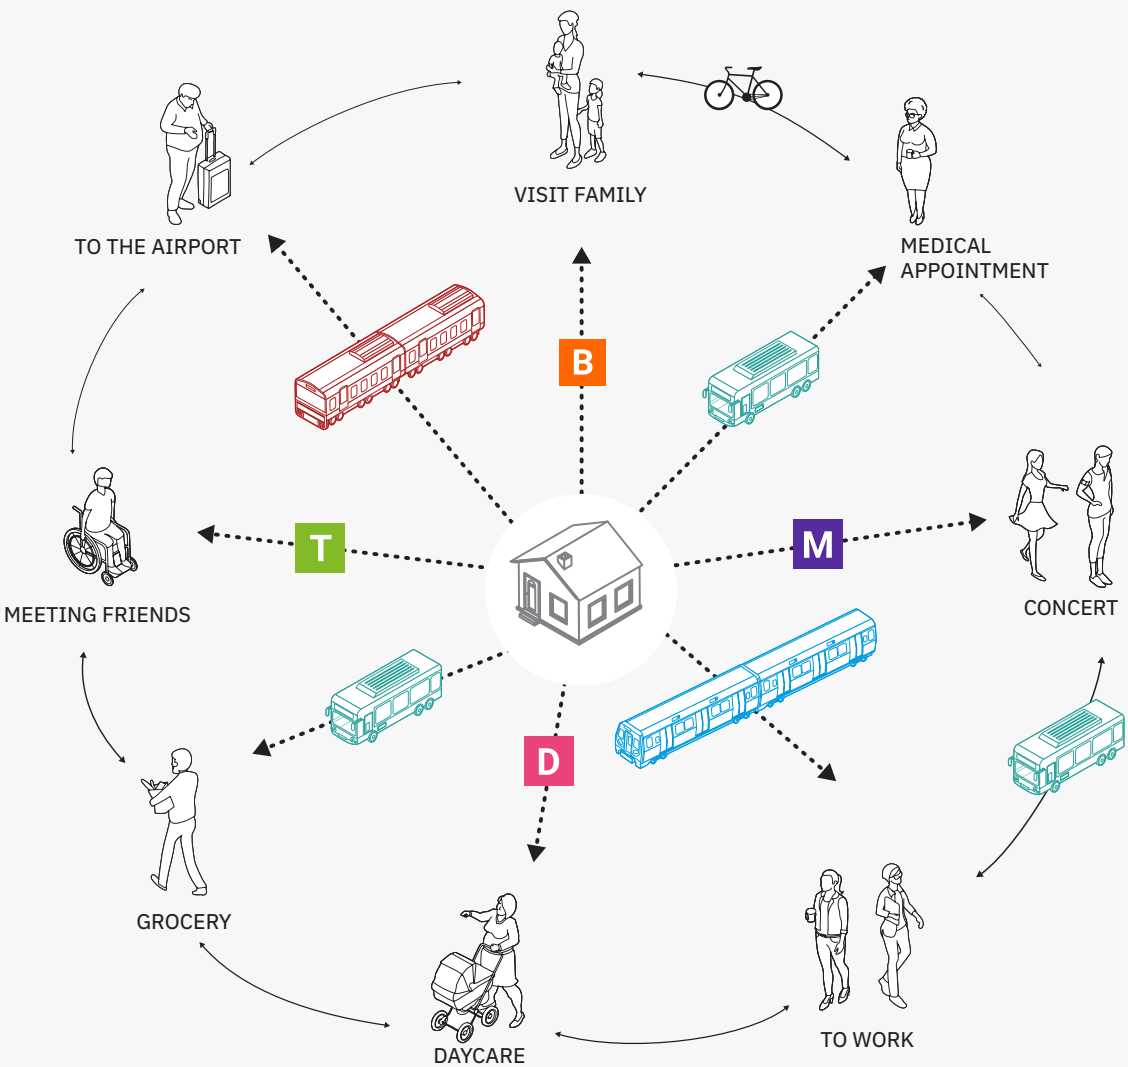 VISIT FAMILY
TO THE AIRPORT
MEDICAL
APPOINTMENT
B
T
M
CONCERT
MEETING FRIENDS
D
GROCERY
TO WORK
DAYCARE